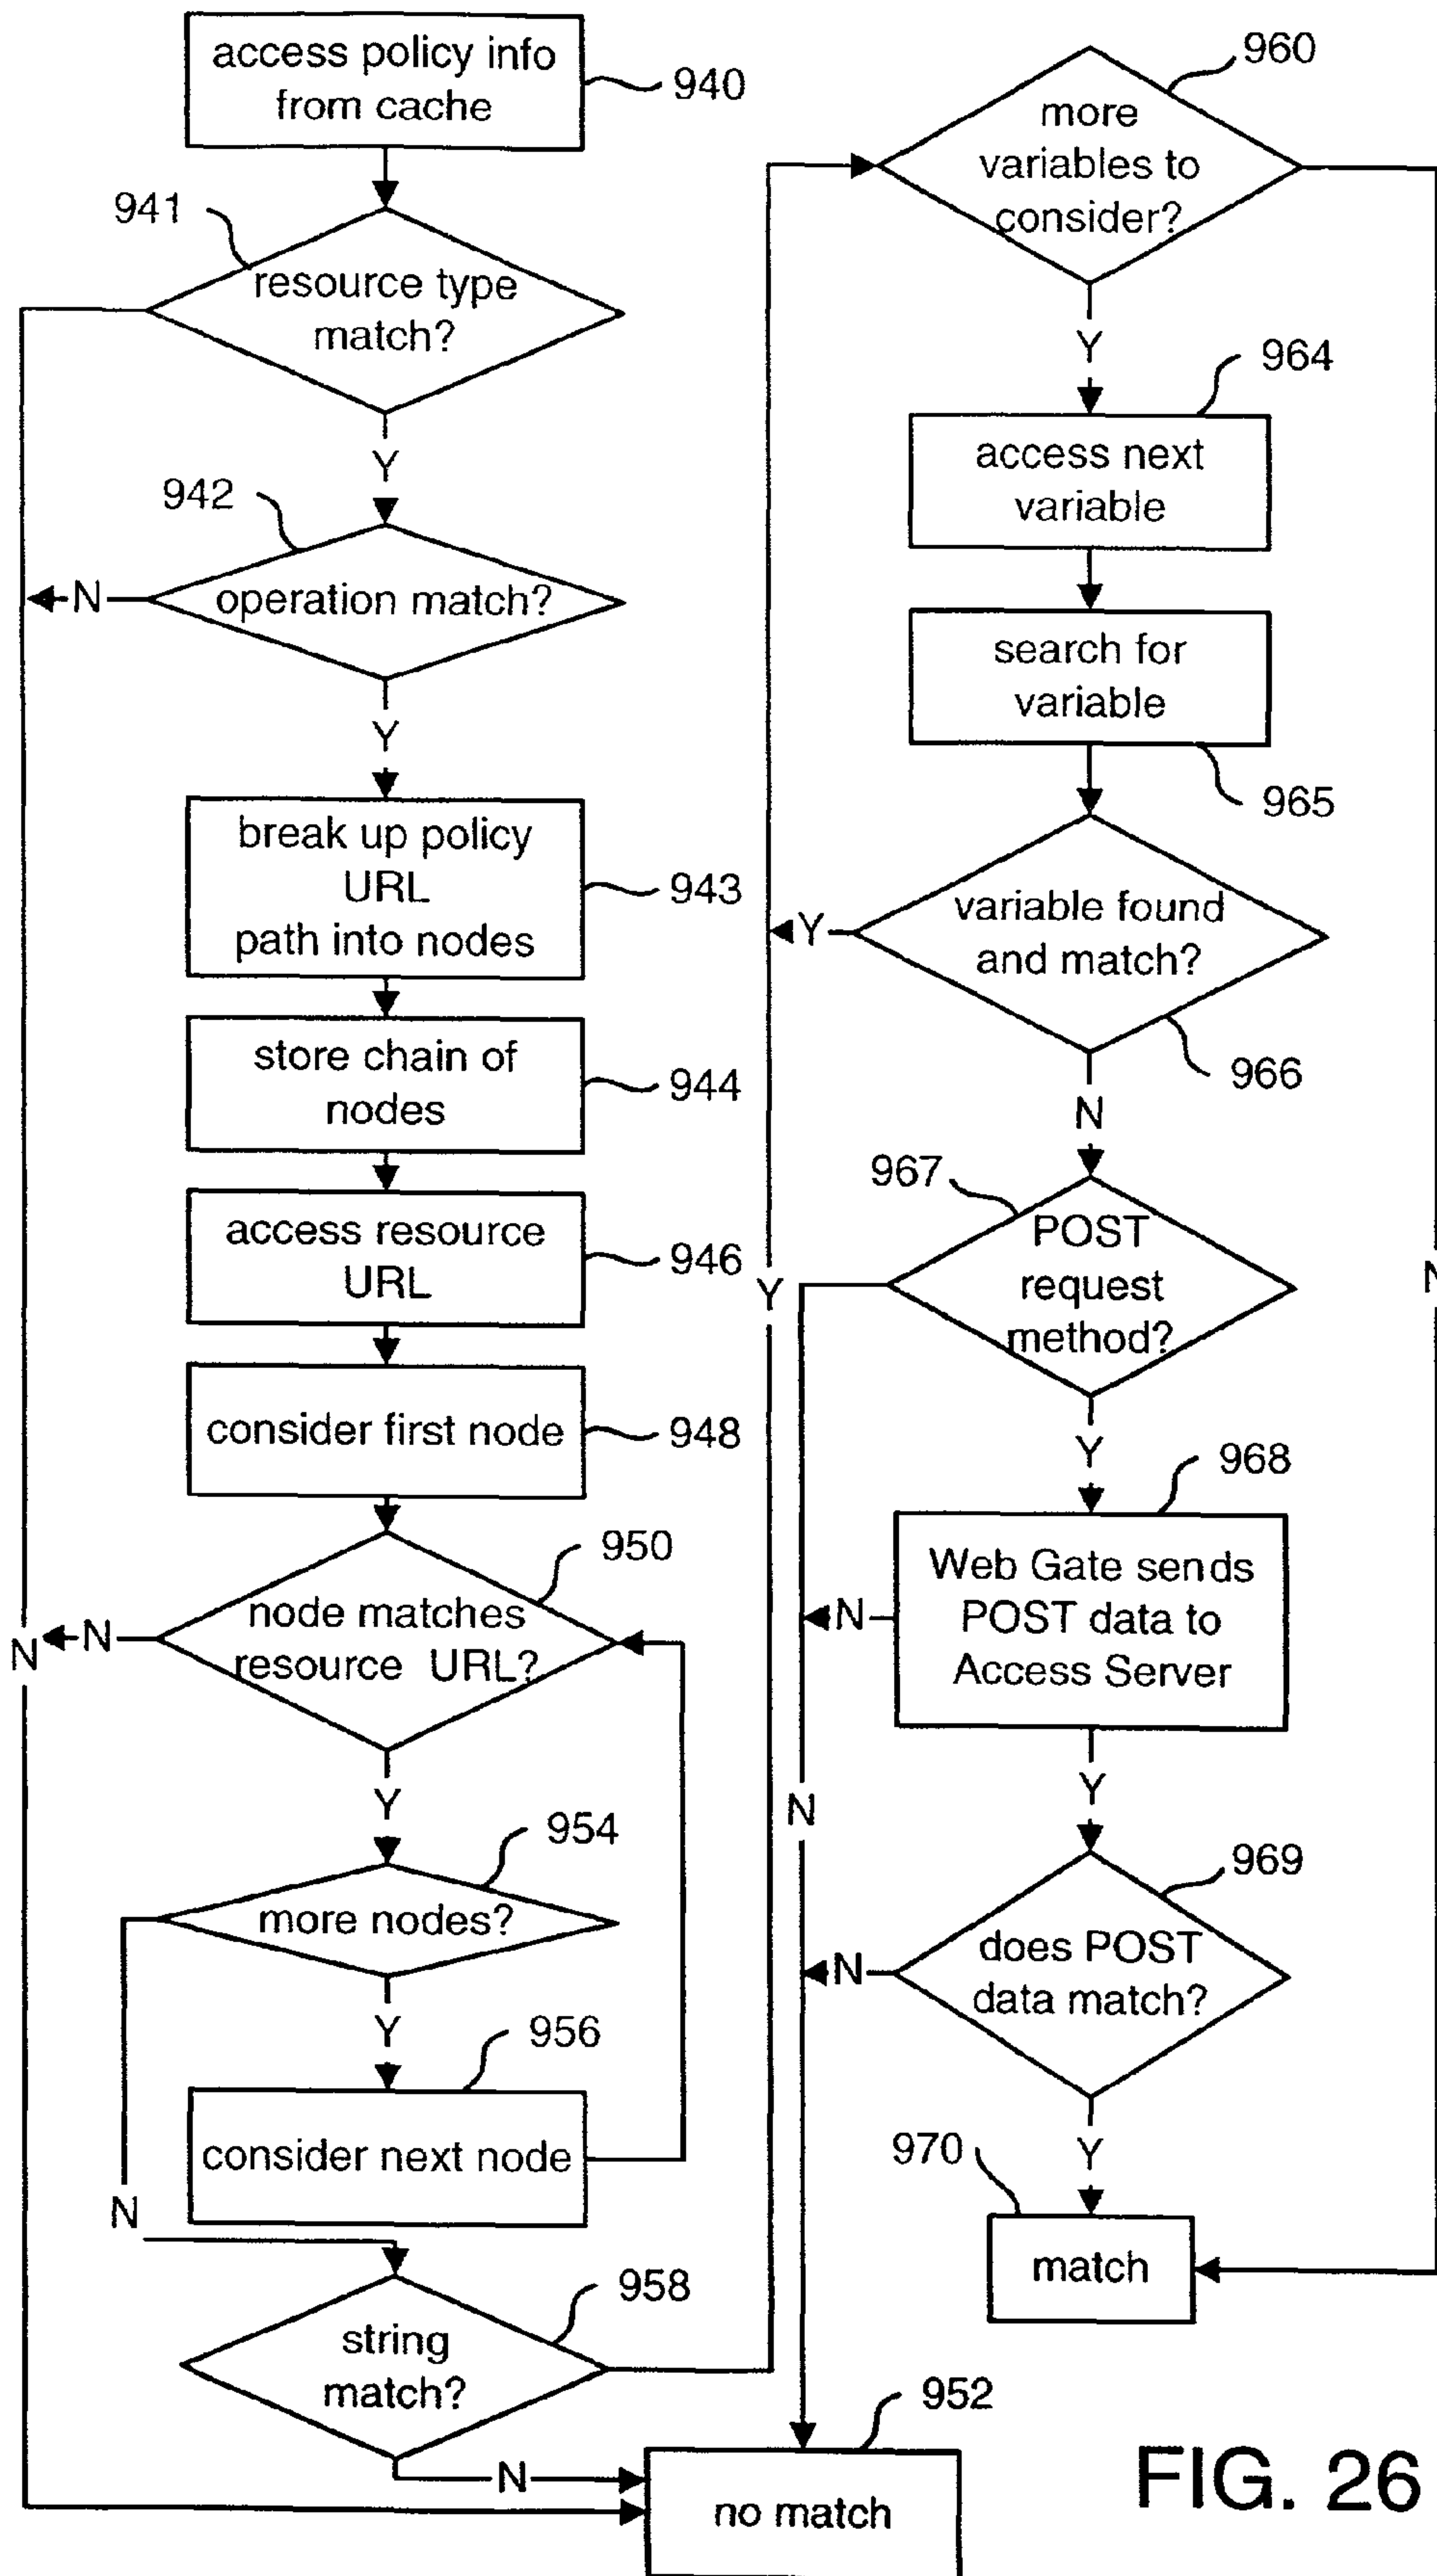 access policy info
from cache
940
941
resource type
match?
Y
942
operation match?
N
Y
break up policy
URL
path into nodes
943
store chain of
nodes
944
access resource
URL
946
consider first node
948
950
node matches
resource URL?
N
N
Y
954
more nodes?
Y
956
consider next node
N
958
string
match?
N
952
no match
Y
960
more
variables to
consider?
Y
964
access next
variable
search for
variable
965
variable found
and match?
Y
966
N
967
POST
request
method?
Y
968
Web Gate sends
POST data to
Access Server
N
N
Y
969
does POST
data match?
N
Y
970
match
N
FIG. 26